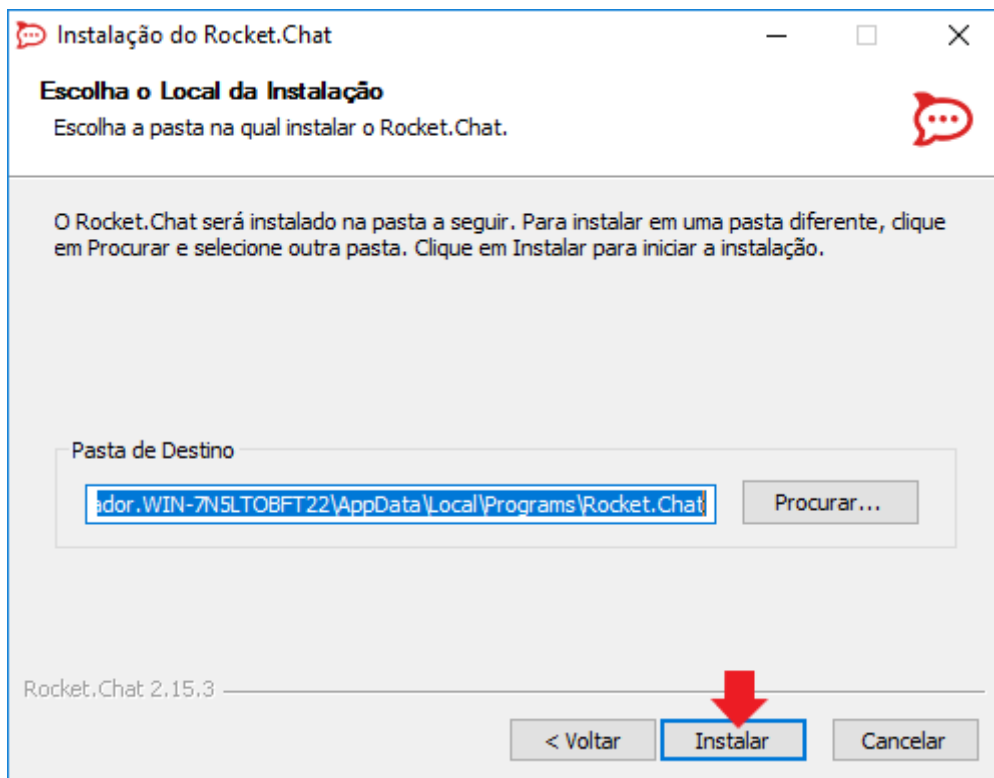 Instalação do Rocket.Chat
Escolha o Local da Instalação
Escolha a pasta na qual instalar o Rocket.Chat.
O Rocket.Chat será instalado na pasta a seguir. Para instalar em uma pasta diferente, clique
em Procurar e selecione outra pasta. Clique em Instalar para iniciar a instalação.
Pasta de Destino
ador.WIN-7N5LTOBFT22\AppData\Local\Programs\Rocket.Chat
Procurar...
Rocket.Chat 2.15.3
< Voltar
Instalar
Cancelar